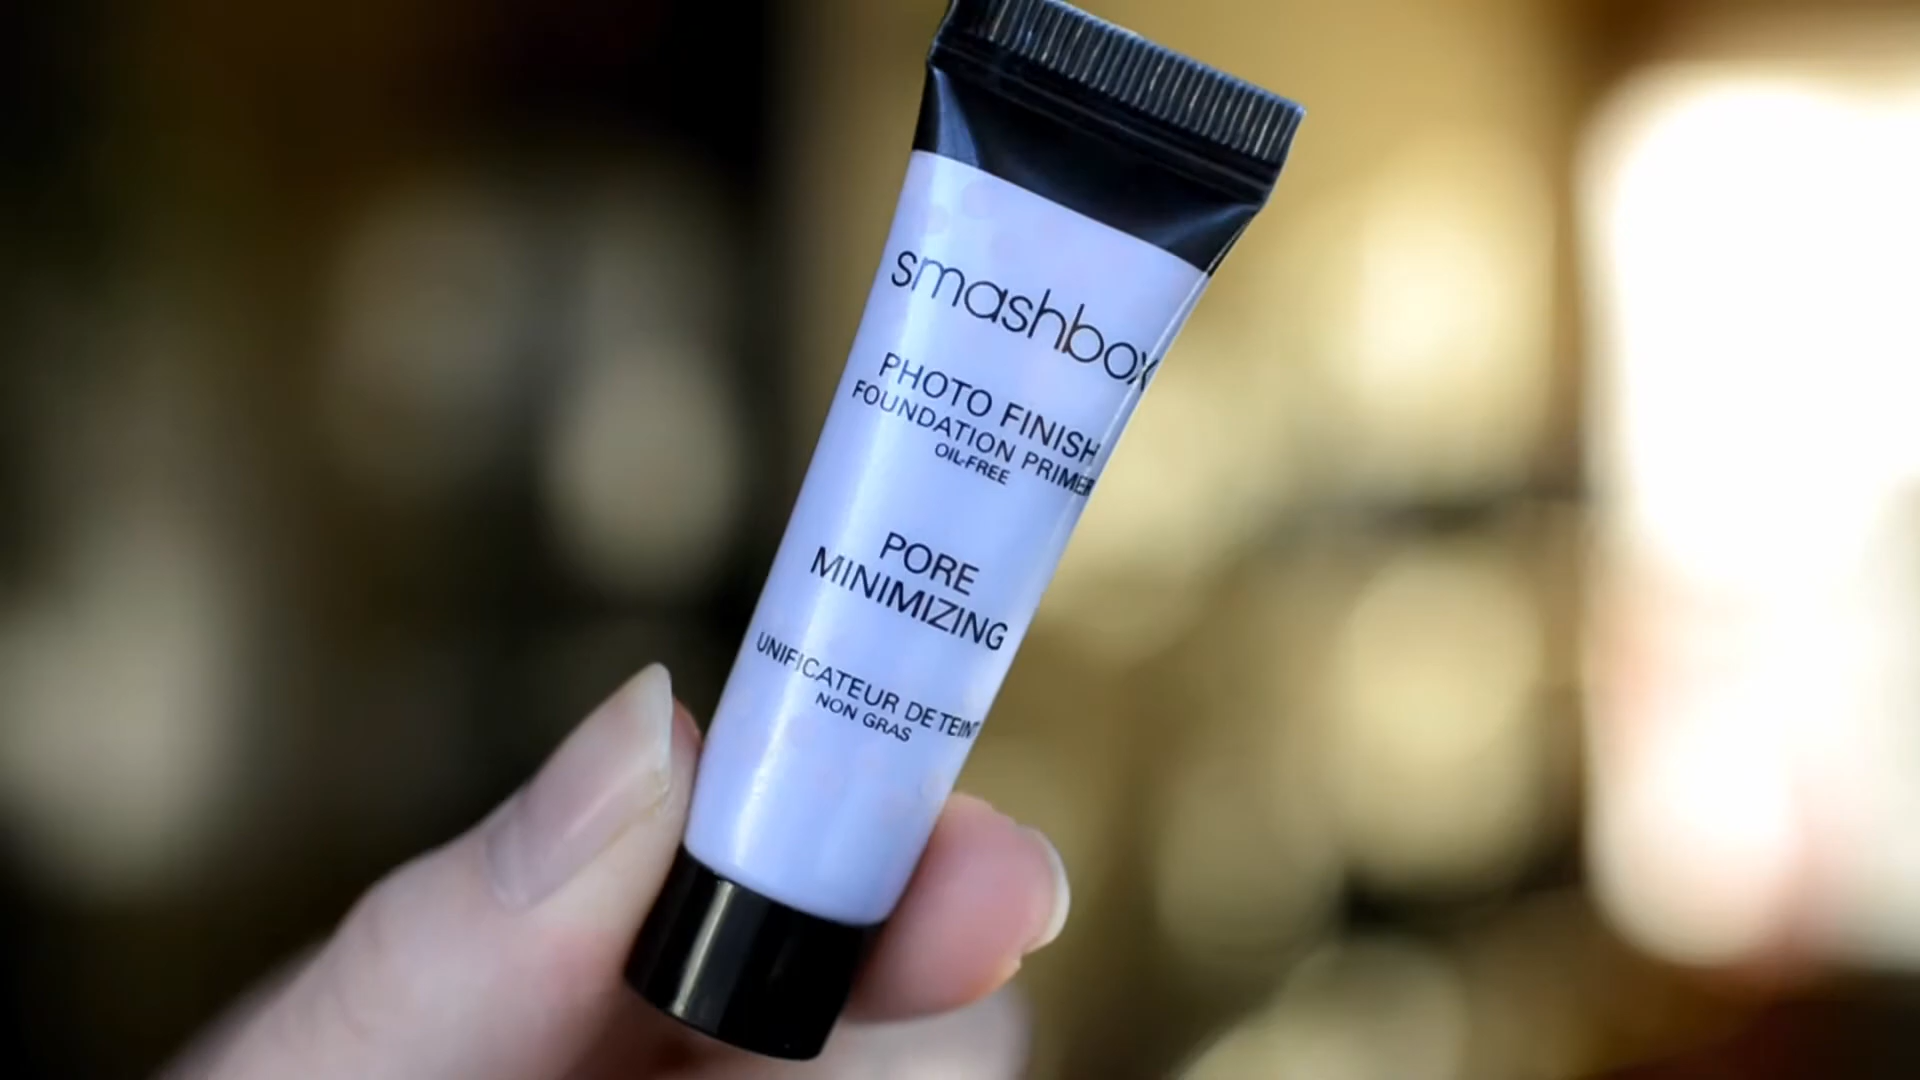 smashbox
PHOTO FINISH
FOUNDATION PRIMER
OIL-FREE
PORE
MINIMIZING
UNIFICATEUR DE TEINT
NON GRAS